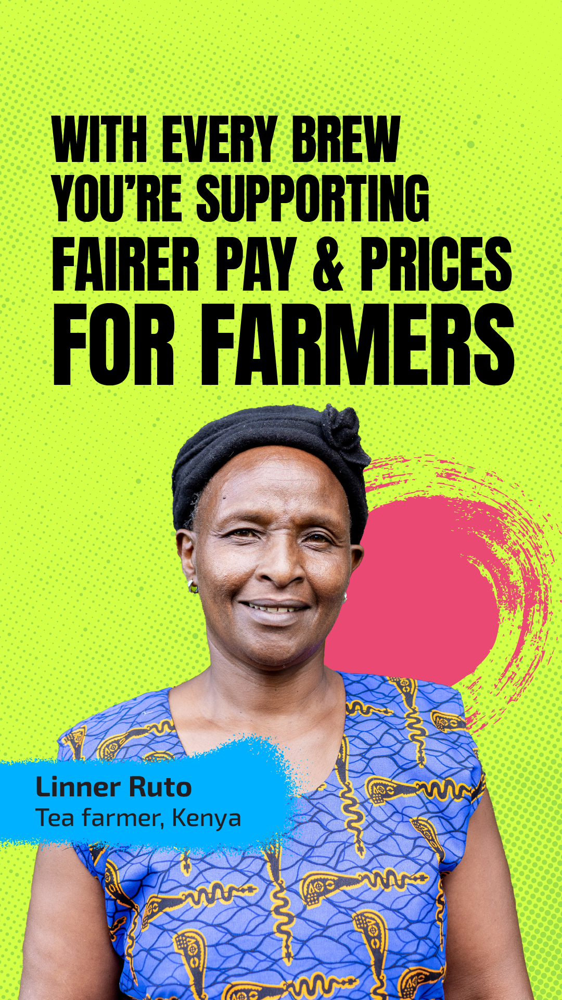 WITH EVERY BREW
YOU’RE SUPPORTING
FAIRER PAY & PRICES
FOR FARMERS
Linner Ruto
Tea farmer, Kenya